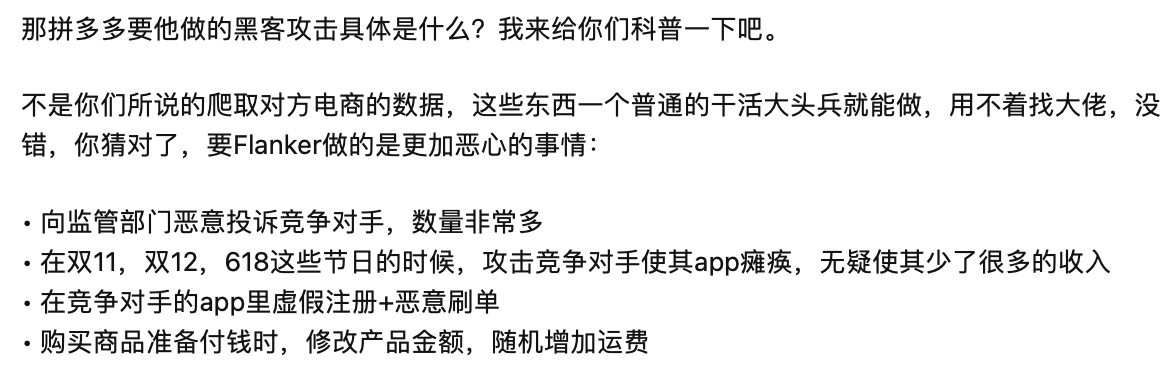 那拼多多要他做的黑客攻击具体是什么？我来给你们科普一下吧。
不是你们所说的爬取对方电商的数据，这些东西一个普通的干活大头兵就能做，用不着找大佬，没
错，你猜对了，要Flanker做的是更加恶心的事情：
• 向监管部门恶意投诉竞争对手，数量非常多
• 在双11，双12，618这些节日的时候，攻击竞争对手使其app瘫痪，无疑使其少了很多的收入
• 在竞争对手的app里虚假注册+恶意刷单
• 购买商品准备付钱时，修改产品金额，随机增加运费